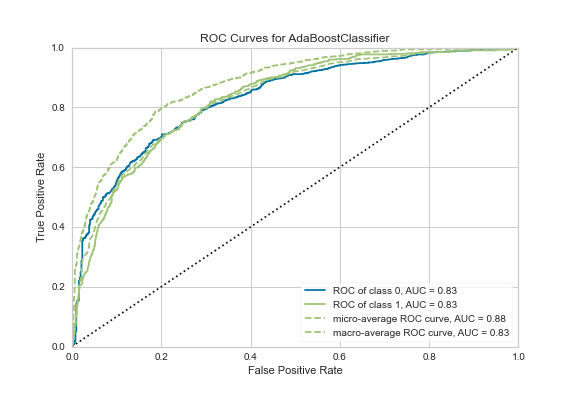 ROC Curves for AdaBoostClassifier
1.0
0.8
0.6
0.4
0.2
0.0
True Positive Rate
ROC of class 0, AUC = 0.83
ROC of class 1, AUC = 0.83
micro-average ROC curve, AUC = 0.88
macro-average ROC curve, AUC = 0.83
0.0 0.2 0.4 0.6 0.8 1.0
False Positive Rate